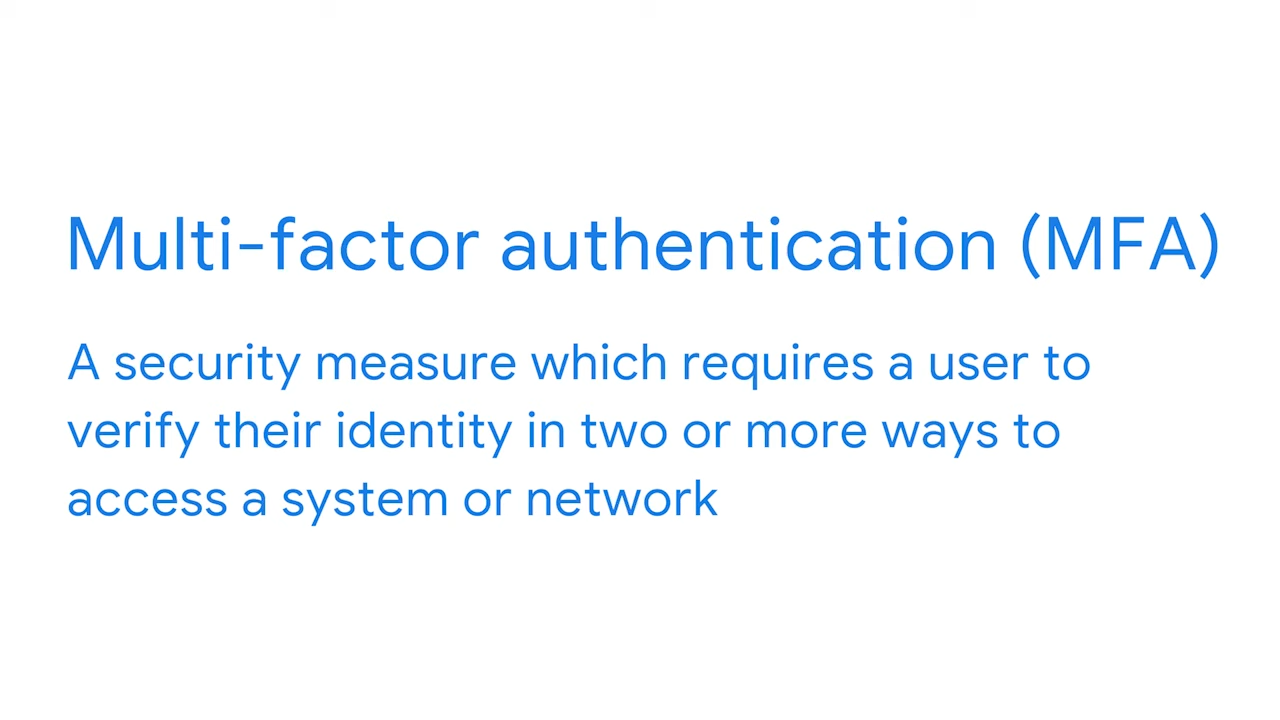 Multi-factor authentication (MFA)
A security measure which requires a user to
verify their identity in two or more ways to
access a system or network